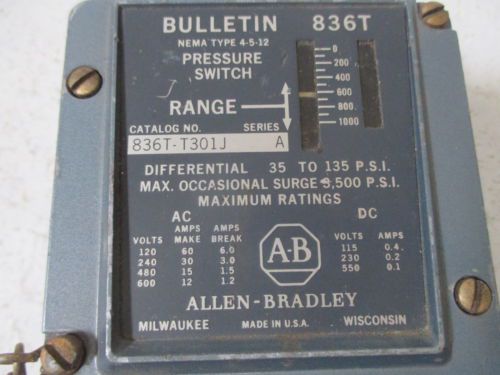 BULLETIN 836T
NEMA TYPE 4-5-12
PRESSURE
SWITCH
RANGE
0
200
400
600
800
1000
CATALOG NO. SERIES
836T-T301J A
DIFFERENTIAL 35 TO 135 P.S.I.
MAX. OCCASIONAL SURGE 3,500 P.S.I.
MAXIMUM RATINGS
AC DC
VOLTS AMPS MAKE AMPS BREAK VOLTS AMPS
120 60 6.0 115 0.4
240 30 3.0 230 0.2
480 15 1.5 550 0.1
600 12 1.2
A-B
ALLEN-BRADLEY
MILWAUKEE MADE IN U.S.A. WISCONSIN